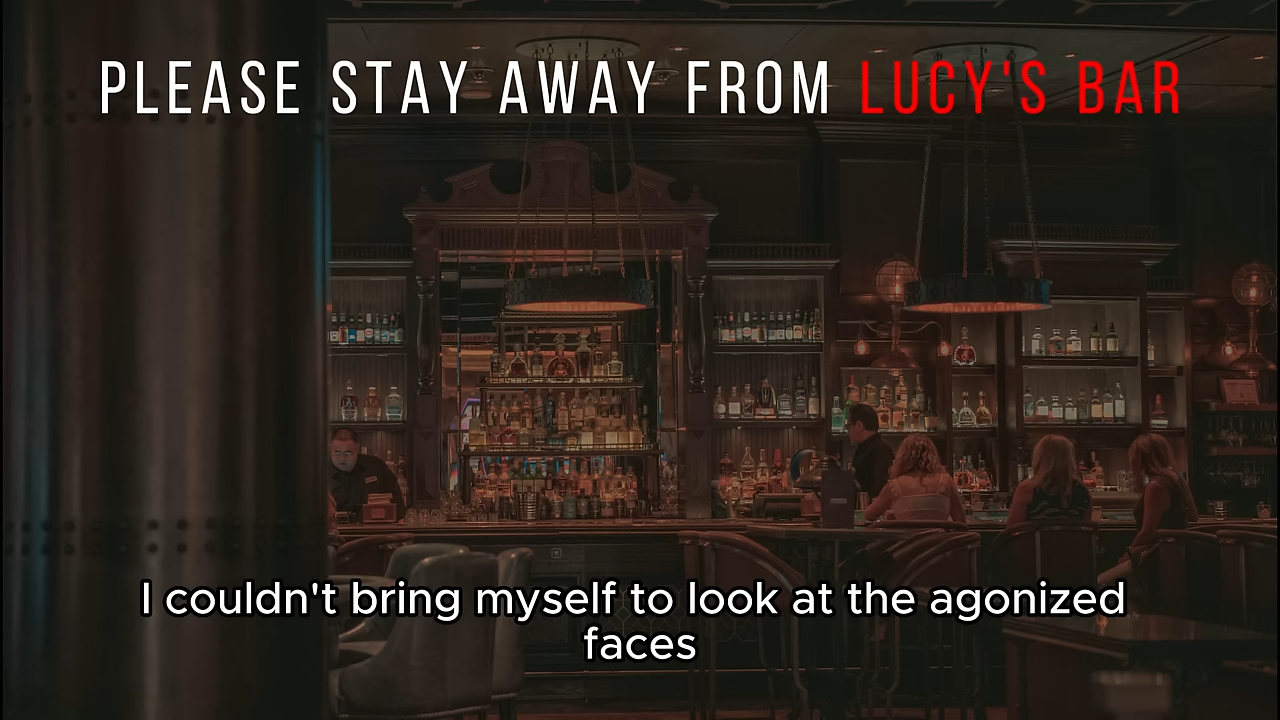 PLEASE STAY AWAY FROM LUCY'S BAR
I couldn't bring myself to look at the agonized
faces